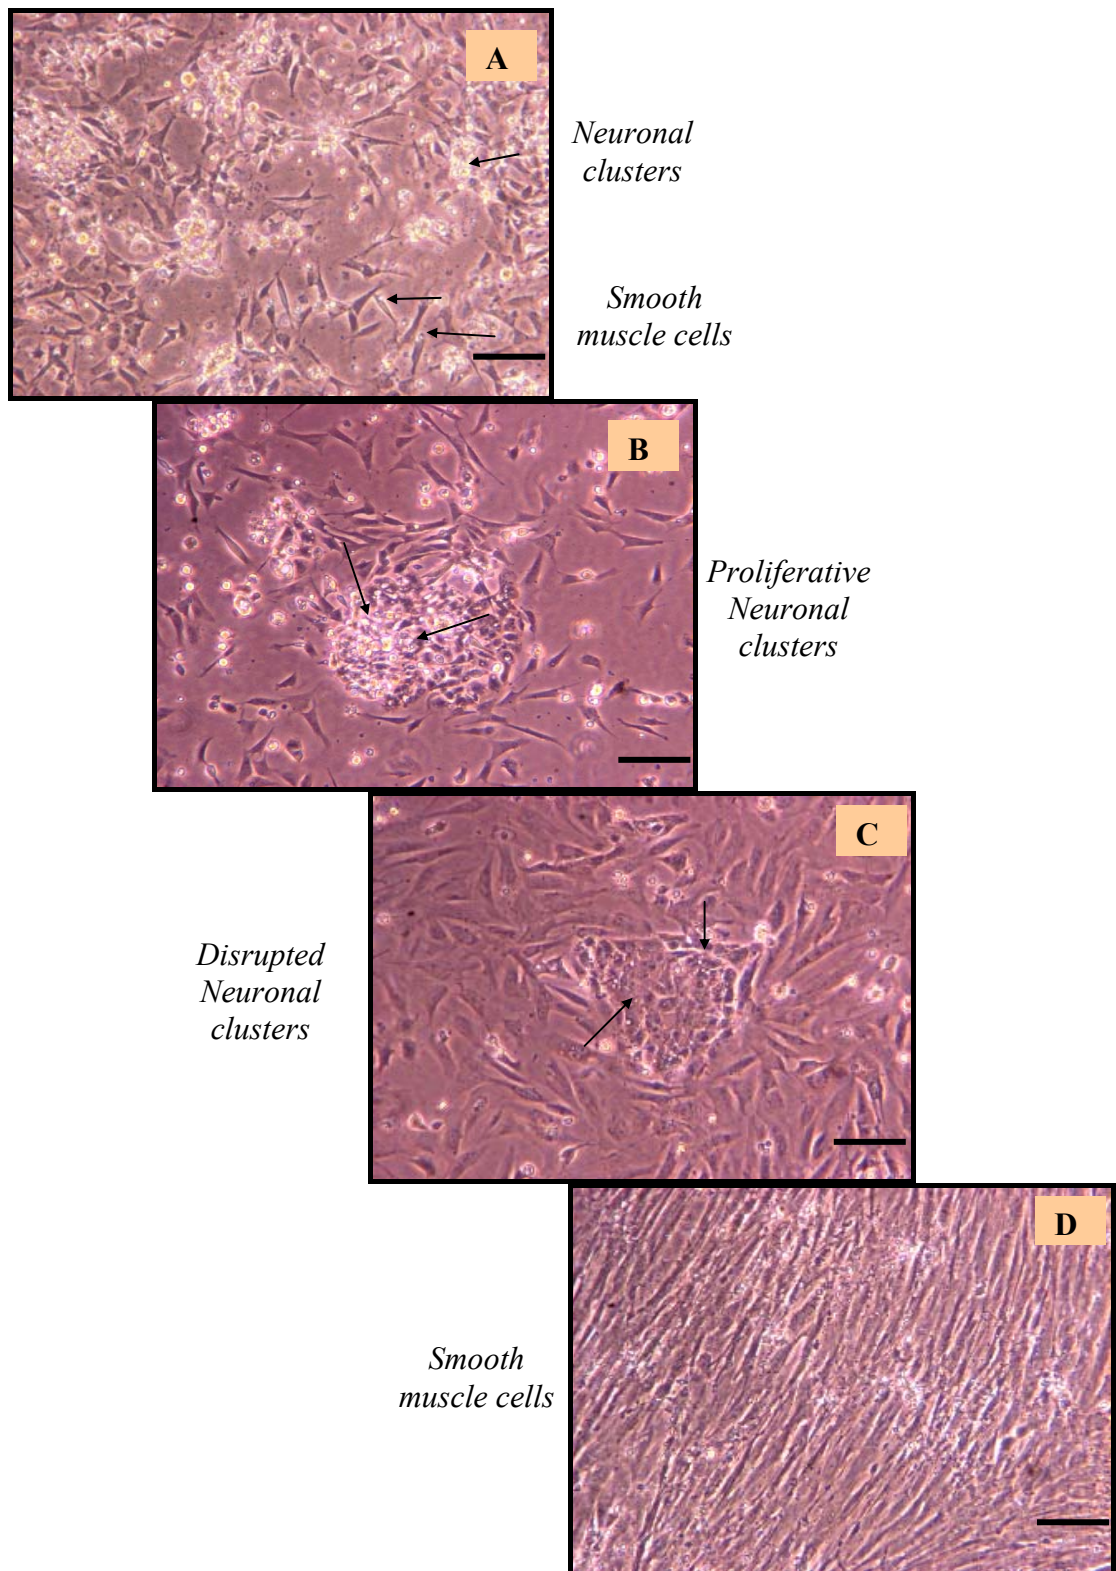 A
Neuronal
clusters
Smooth
muscle cells
B
Proliferative
Neuronal
clusters
C
Disrupted
Neuronal
clusters
D
Smooth
muscle cells